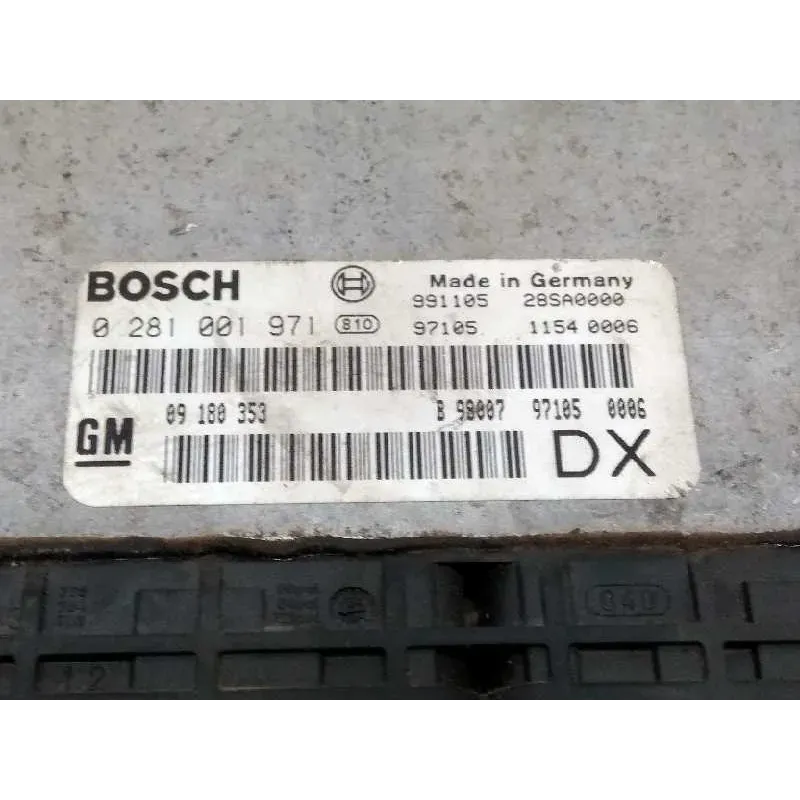 BOSCH Made in Germany
991105 28SA0000
0 281 001 971 810 97105 1154 0006
09 180 353 B 98007 97105 0006
GM DX
12